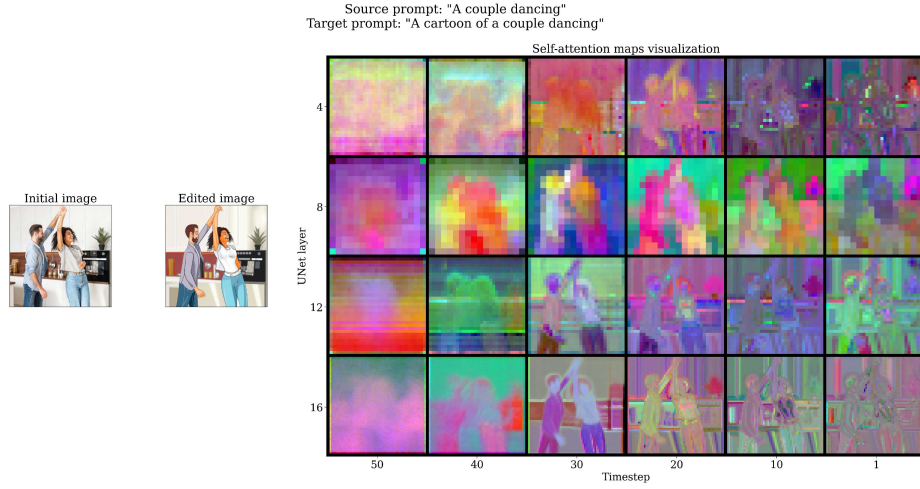 Source prompt: "A couple dancing"
Target prompt: "A cartoon of a couple dancing"
Self-attention maps visualization
Initial image
Edited image
UNet layer
4
8
12
16
50 40 30 20 10 1
Timestep